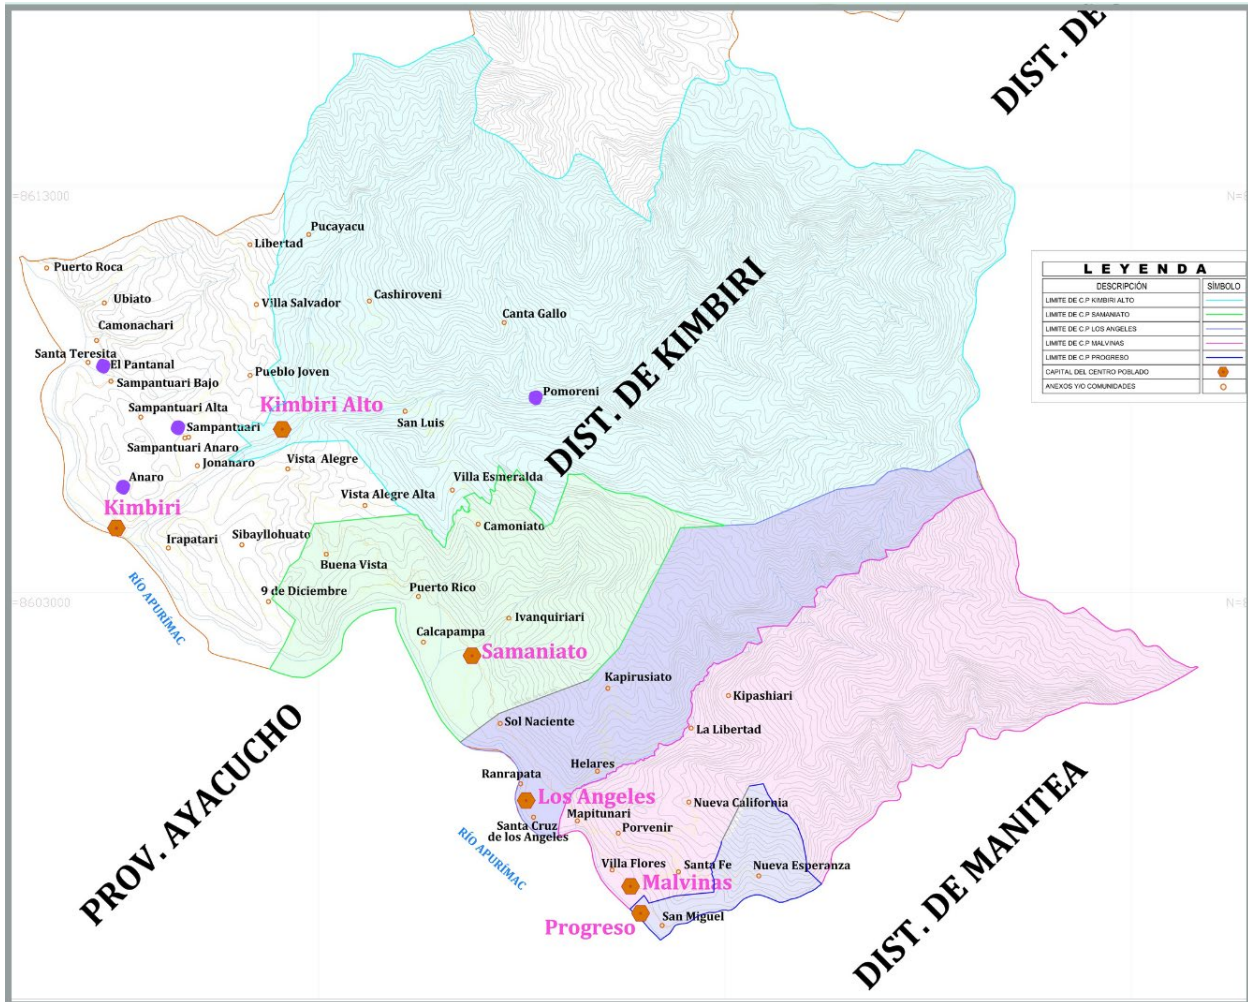 DIST. DE
=8613000
N=8
Pucayacu
Libertad
Puerto Roca
Ubiato
Villa Salvador
Cashiroveni
Canta Gallo
Camonachari
Santa Teresita
El Pantanal
Sampantuari Bajo
Pueblo Joven
Pomoreni
Kimbiri Alto
Sampantuari Alta
Sampantuari
San Luis
Sampantuari Anaro
Jonanaro
Vista Alegre
DIST. DE KIMBIRI
Anaro
Villa Esmeralda
Kimbiri
Vista Alegre Alta
Camoniato
Irapatari
Sibayllohuato
Buena Vista
RÍO APURÍMAC
9 de Diciembre
Puerto Rico
=8603000
Ivanquiriari
Calcapampa
Samaniato
Kapirusiato
Kipashiari
PROV. AYACUCHO
Sol Naciente
La Libertad
Helares
Ranrapata
Los Angeles
Nueva California
Santa Cruz
de los Angeles
Mapitunari
Porvenir
RÍO APURÍMAC
Villa Flores
Santa Fe
Nueva Esperanza
Malvinas
Progreso
San Miguel
DIST. DE MANITEA
LEYENDA
DESCRIPCIÓN SÍMBOLO
LIMITE DE C.P KIMBIRI ALTO
LIMITE DE C.P SAMANIATO
LIMITE DE C.P LOS ANGELES
LIMITE DE C.P MALVINAS
LIMITE DE C.P PROGRESO
CAPITAL DEL CENTRO POBLADO
ANEXOS Y/O COMUNIDADES